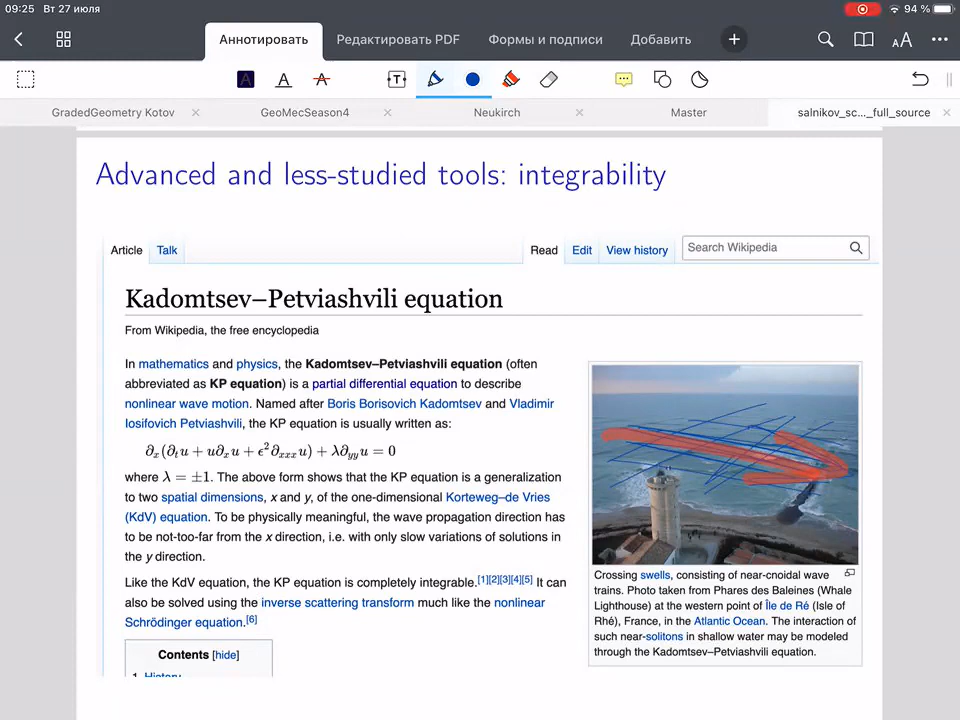 09:25 Вт 27 июля
94 %
Аннотировать Редактировать PDF Формы и подписи Добавить
AA
A A A T
GradedGeometry Kotov GeoMecSeason4 Neukirch Master salnikov_sc..._full_source
Advanced and less-studied tools: integrability
Article Talk Read Edit View history Search Wikipedia
Kadomtsev–Petviashvili equation
From Wikipedia, the free encyclopedia
In mathematics and physics, the Kadomtsev–Petviashvili equation (often
abbreviated as KP equation) is a partial differential equation to describe
nonlinear wave motion. Named after Boris Borisovich Kadomtsev and Vladimir
Iosifovich Petviashvili, the KP equation is usually written as:
∂ₓ(∂ₜu + u∂ₓu + ϵ²∂ₓₓₓu) + λ∂ᵧᵧu = 0
where λ = ±1. The above form shows that the KP equation is a generalization
to two spatial dimensions, x and y, of the one-dimensional Korteweg–de Vries
(KdV) equation. To be physically meaningful, the wave propagation direction has
to be not-too-far from the x direction, i.e. with only slow variations of solutions in
the y direction.
Like the KdV equation, the KP equation is completely integrable.[1][2][3][4][5] It can
also be solved using the inverse scattering transform much like the nonlinear
Schrödinger equation.[6]
Contents [hide]
1 History
Crossing swells, consisting of near-cnoidal wave
trains. Photo taken from Phares des Baleines (Whale
Lighthouse) at the western point of Île de Ré (Isle of
Rhé), France, in the Atlantic Ocean. The interaction of
such near-solitons in shallow water may be modeled
through the Kadomtsev–Petviashvili equation.